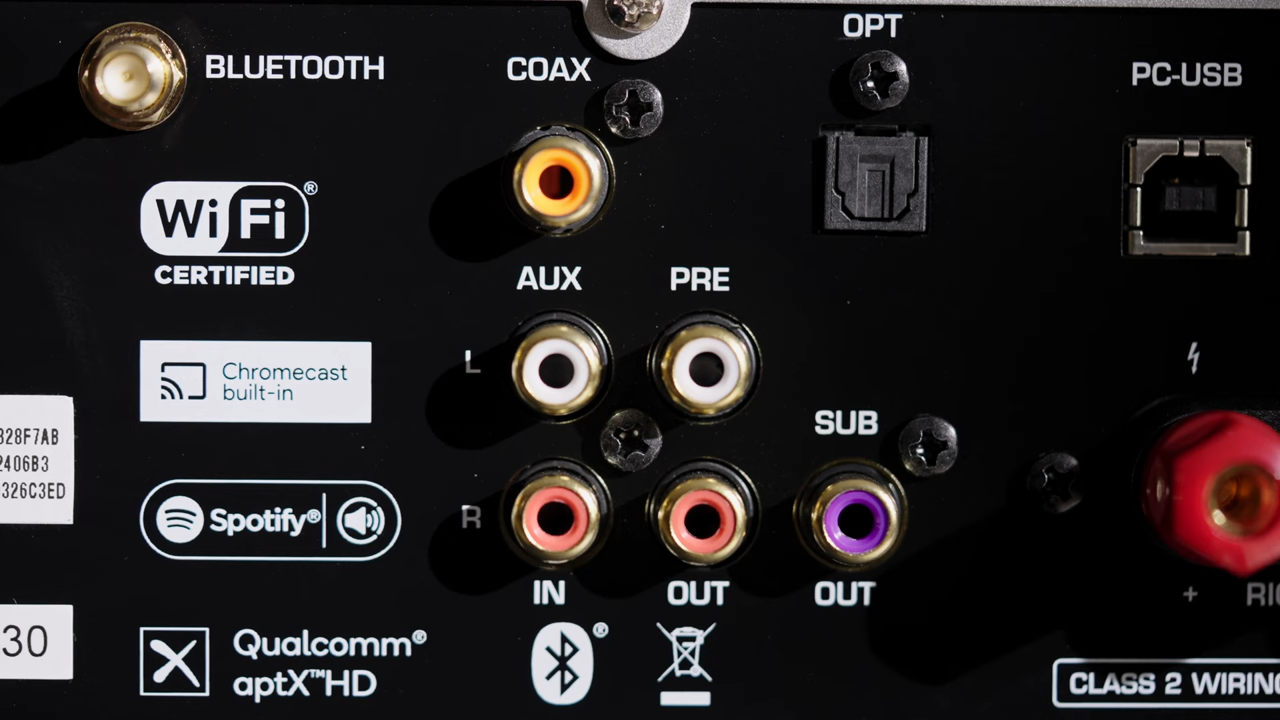 OPT
BLUETOOTH
COAX
PC-USB
WiFi®
CERTIFIED
AUX
PRE
L
Chromecast
built-in
SUB
328F7AB
2406B3
0326C3ED
R
Spotify®
IN
OUT
OUT
+
30
Qualcomm®
aptX™HD
®
CLASS 2 WIRING